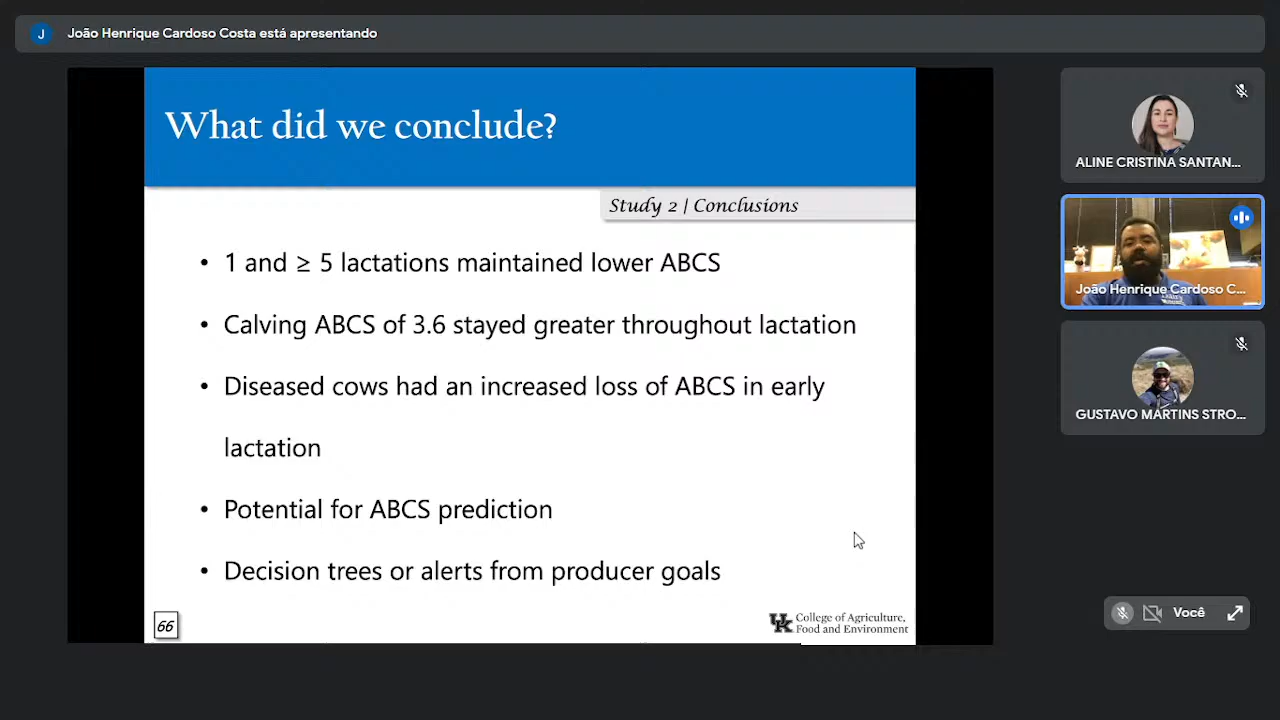 J
João Henrique Cardoso Costa está apresentando
What did we conclude?
Study 2 | Conclusions
• 1 and ≥ 5 lactations maintained lower ABCS
• Calving ABCS of 3.6 stayed greater throughout lactation
• Diseased cows had an increased loss of ABCS in early
lactation
• Potential for ABCS prediction
• Decision trees or alerts from producer goals
66
UK College of Agriculture,
Food and Environment
ALINE CRISTINA SANTAN...
João Henrique Cardoso C...
GUSTAVO MARTINS STRO...
Você